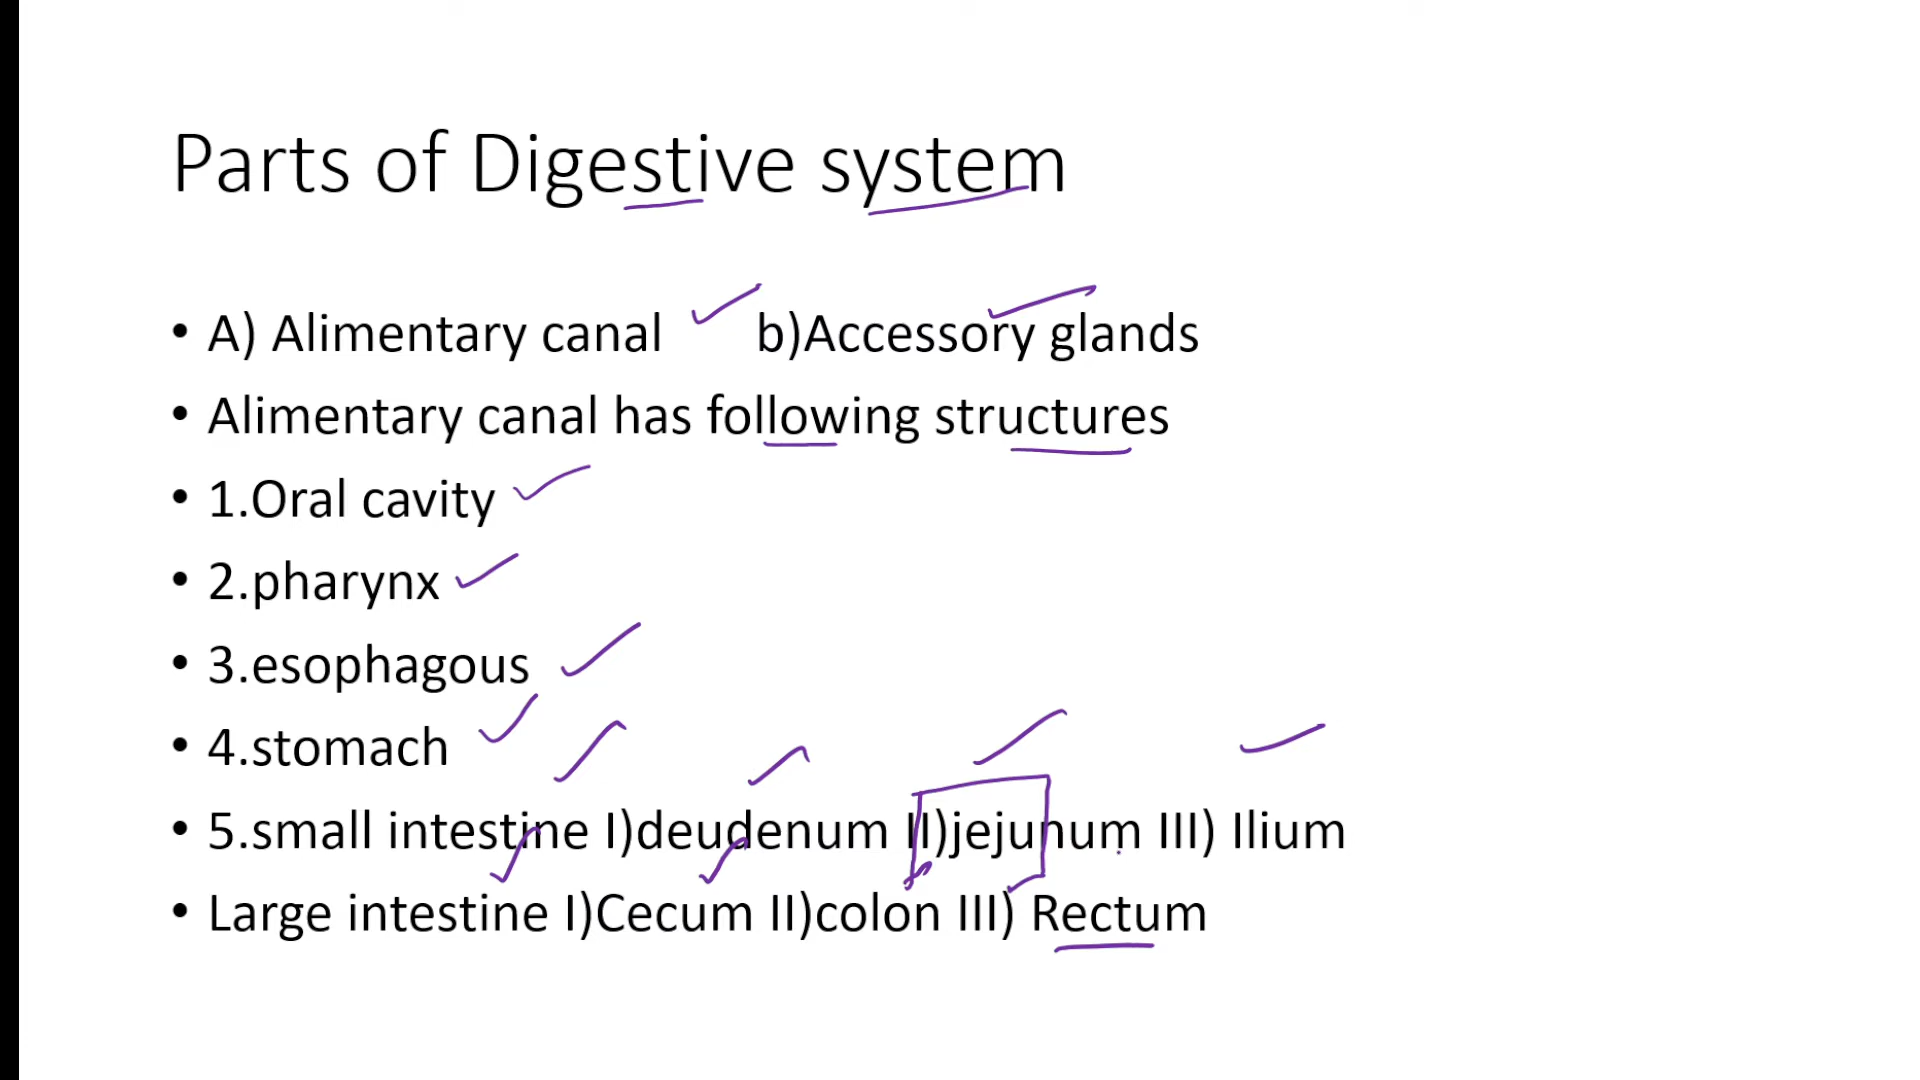 Parts of Digestive system
• A) Alimentary canal b)Accessory glands
• Alimentary canal has following structures
• 1.Oral cavity
• 2.pharynx
• 3.esophagous
• 4.stomach
• 5.small intestine I)deudenum II)jejunum III) Ilium
• Large intestine I)Cecum II)colon III) Rectum